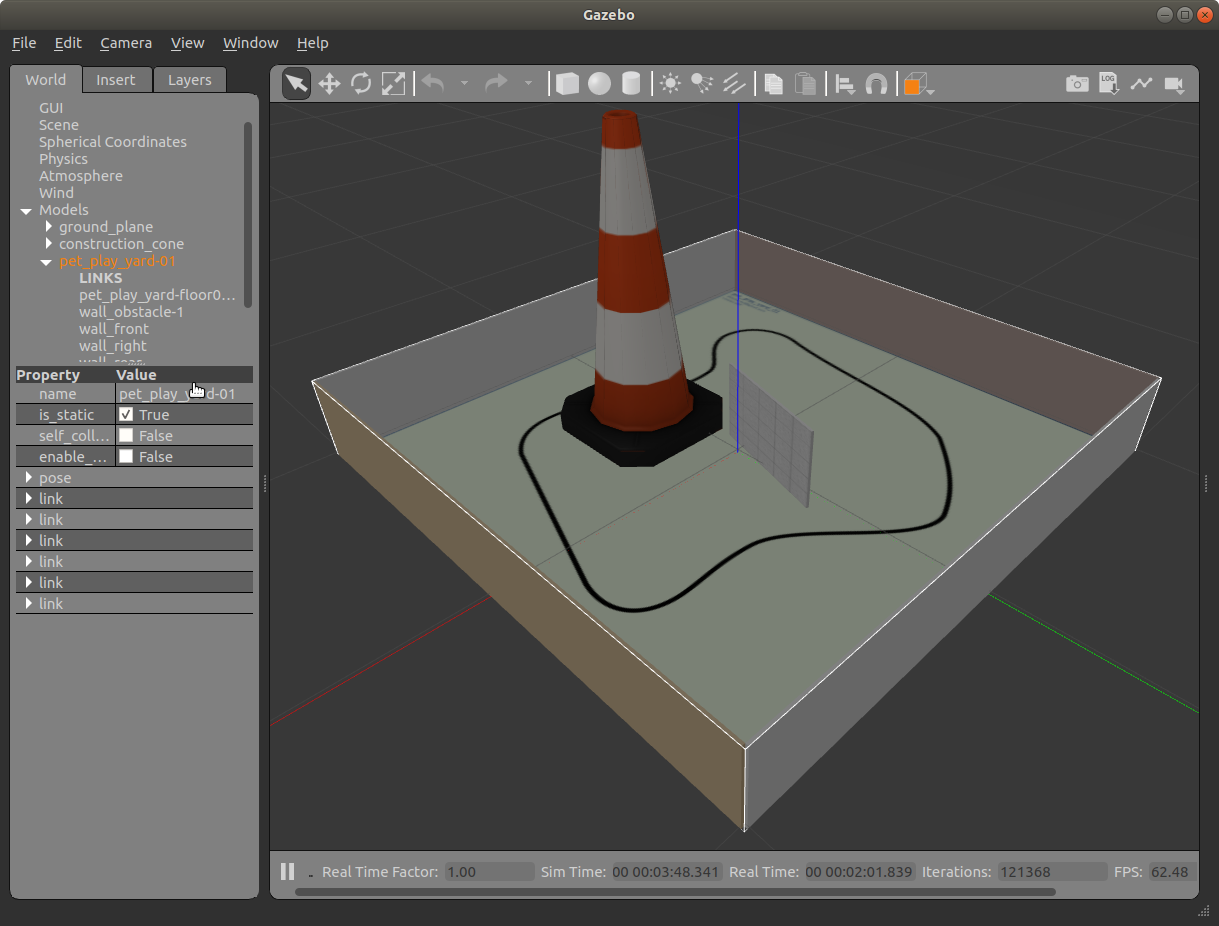 Gazebo
File Edit Camera View Window Help
World Insert Layers
LOG
GUI
Scene
Spherical Coordinates
Physics
Atmosphere
Wind
Models
ground_plane
construction_cone
pet_play_yard-01
LINKS
pet_play_yard-floor0...
wall_obstacle-1
wall_front
wall_right
Property Value
name pet_play_y d-01
is_static True
self_coll... False
enable_... False
pose
link
link
link
link
link
link
Real Time Factor: 1.00 Sim Time: 00 00:03:48.341 Real Time: 00 00:02:01.839 Iterations: 121368 FPS: 62.48